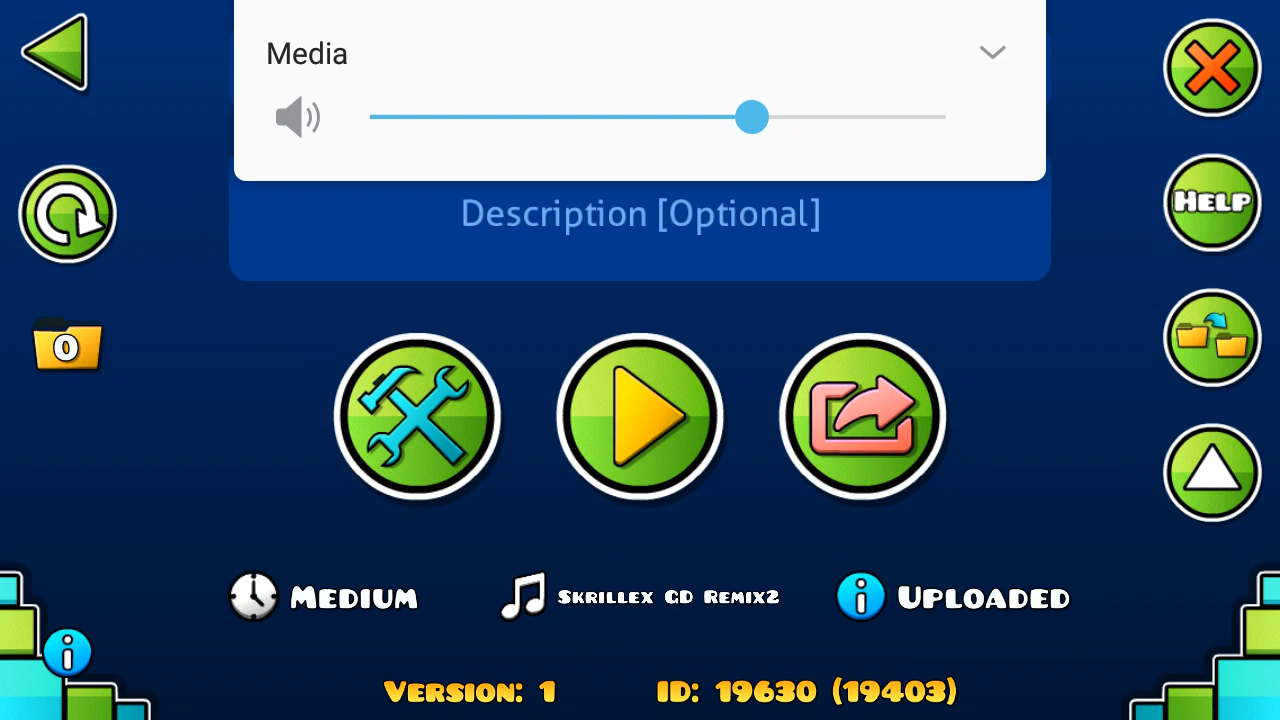 Media
HELP
Description [Optional]
0
MEDIUM
SKRILLEX GD REMIX2
UPLOADED
VERSION: 1
ID: 19630 (19403)